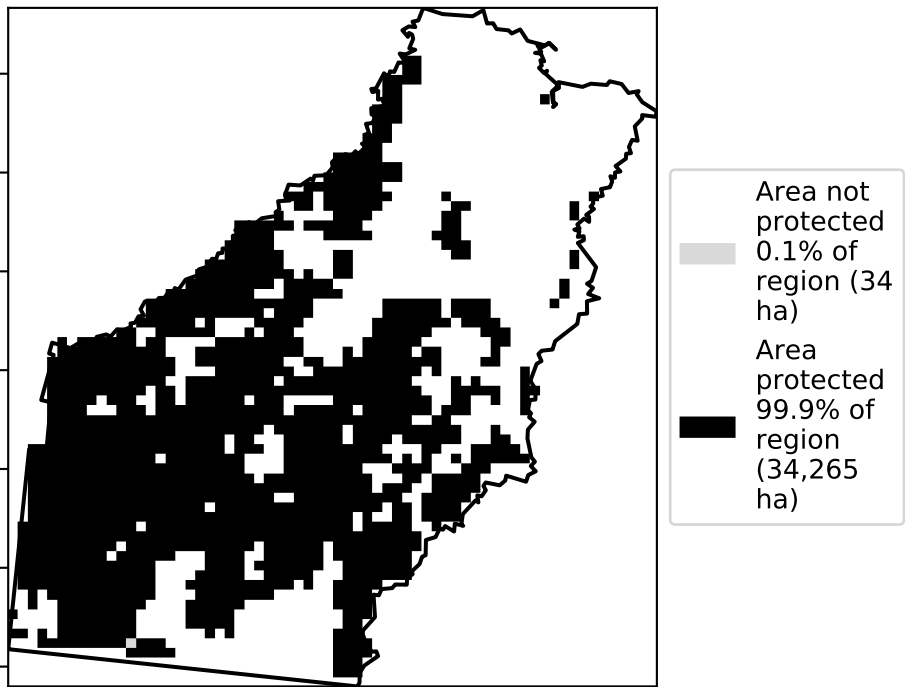 Area not
protected
0.1% of
region (34
ha)
Area
protected
99.9% of
region
(34,265
ha)